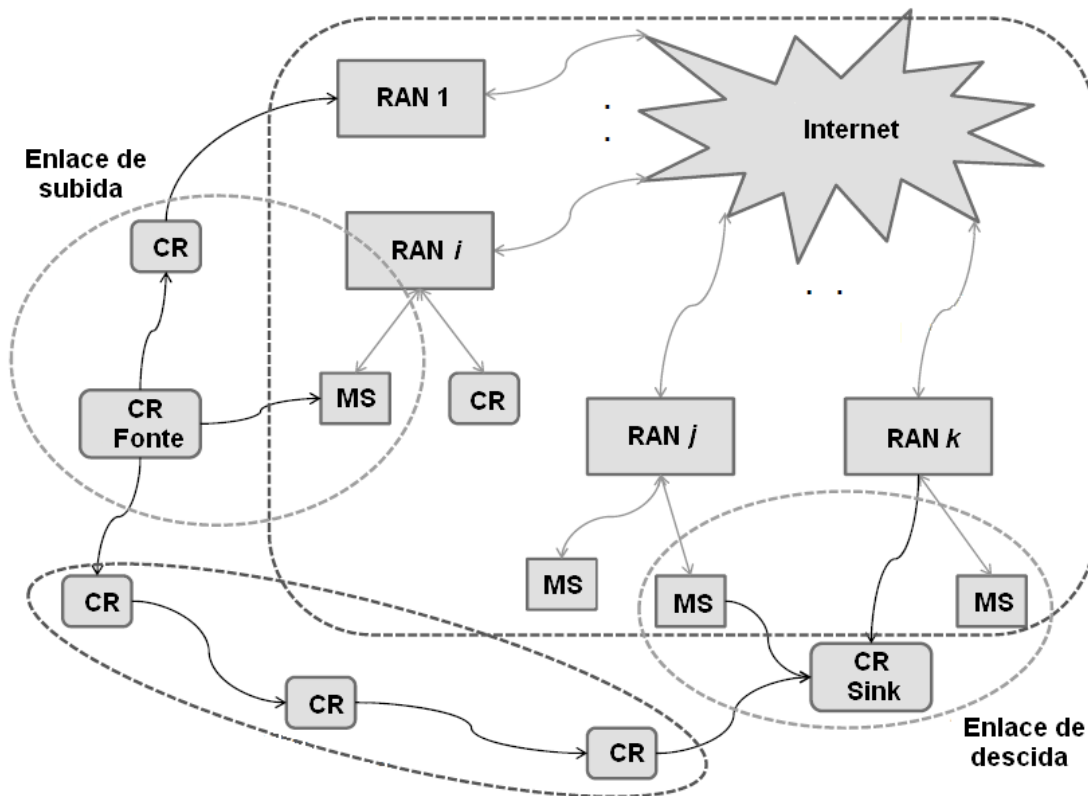 RAN 1
Internet
Enlace de
subida
CR
RAN i
CR
Fonte
MS
CR
RAN j
RAN k
CR
MS
MS
MS
CR
Sink
CR
CR
Enlace de
descida